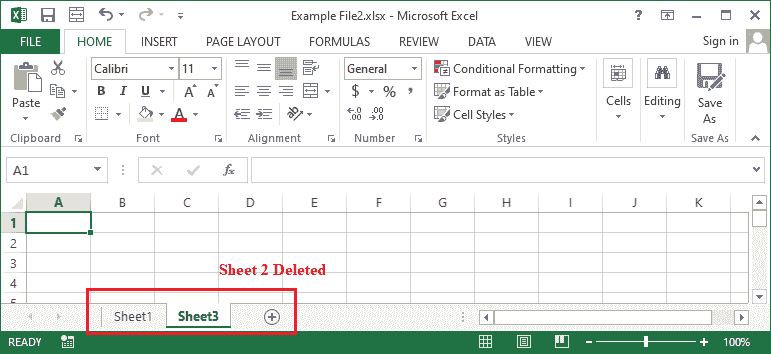 Example File2.xlsx - Microsoft Excel
FILE HOME INSERT PAGE LAYOUT FORMULAS REVIEW DATA VIEW Sign in
Calibri 11 General Conditional Formatting
Paste B I U $ % , Format as Table Cells Editing Save As
A A A .00 .0 Cell Styles
Clipboard Font Alignment Number Styles Save As
A1 fx
A B C D E F G H I J K
1
2
3
Sheet 2 Deleted
4
Sheet1 Sheet3
READY 100%